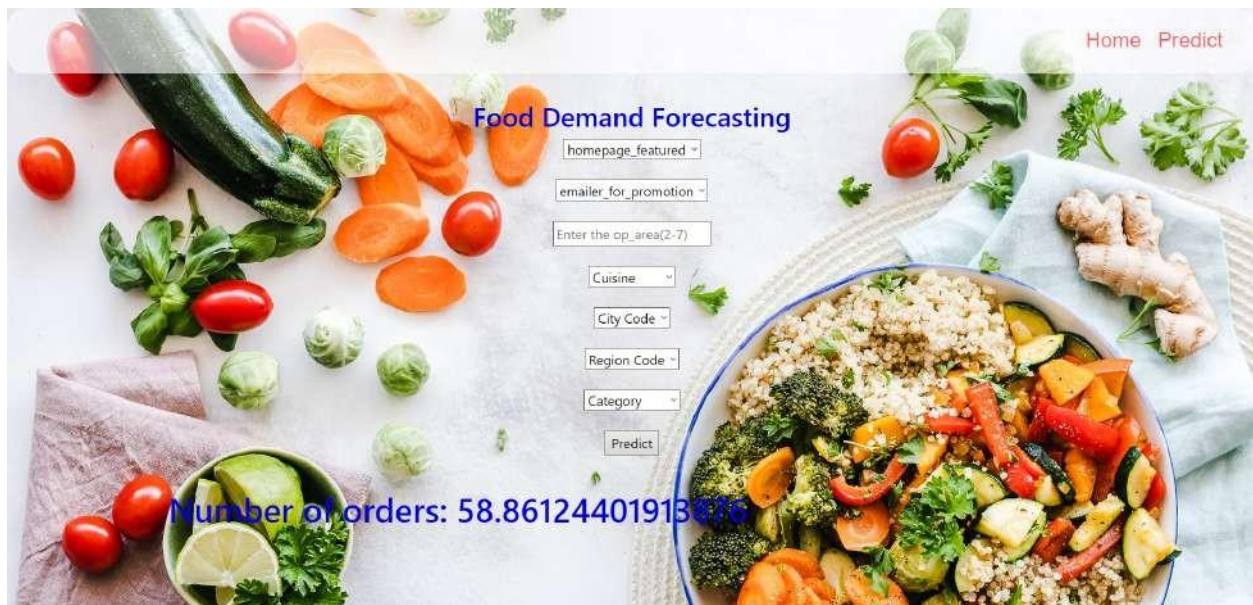 Home Predict
Food Demand Forecasting
homepage_featured
emailer_for_promotion
Enter the op_area(2-7)
Cuisine
City Code
Region Code
Category
Predict
Number of orders: 58.86124401913876